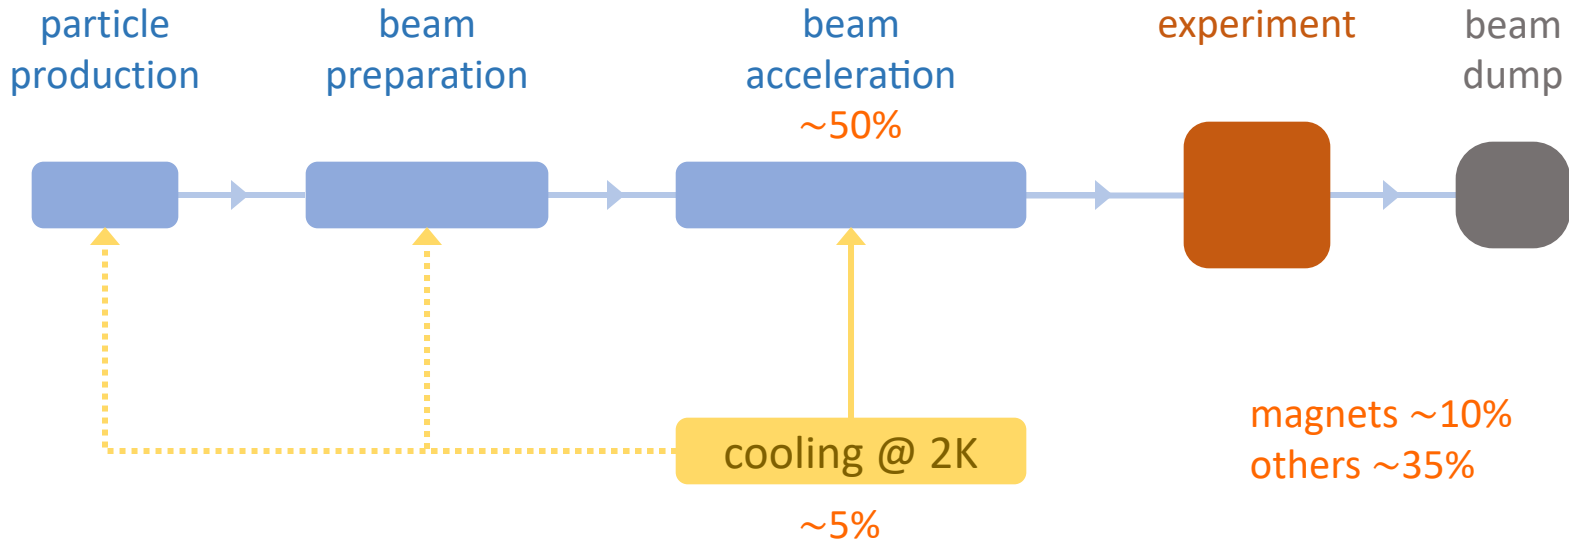 particle
production
beam
preparation
beam
acceleration
~50%
experiment
beam
dump
cooling @ 2K
~5%
magnets ~10%
others ~35%